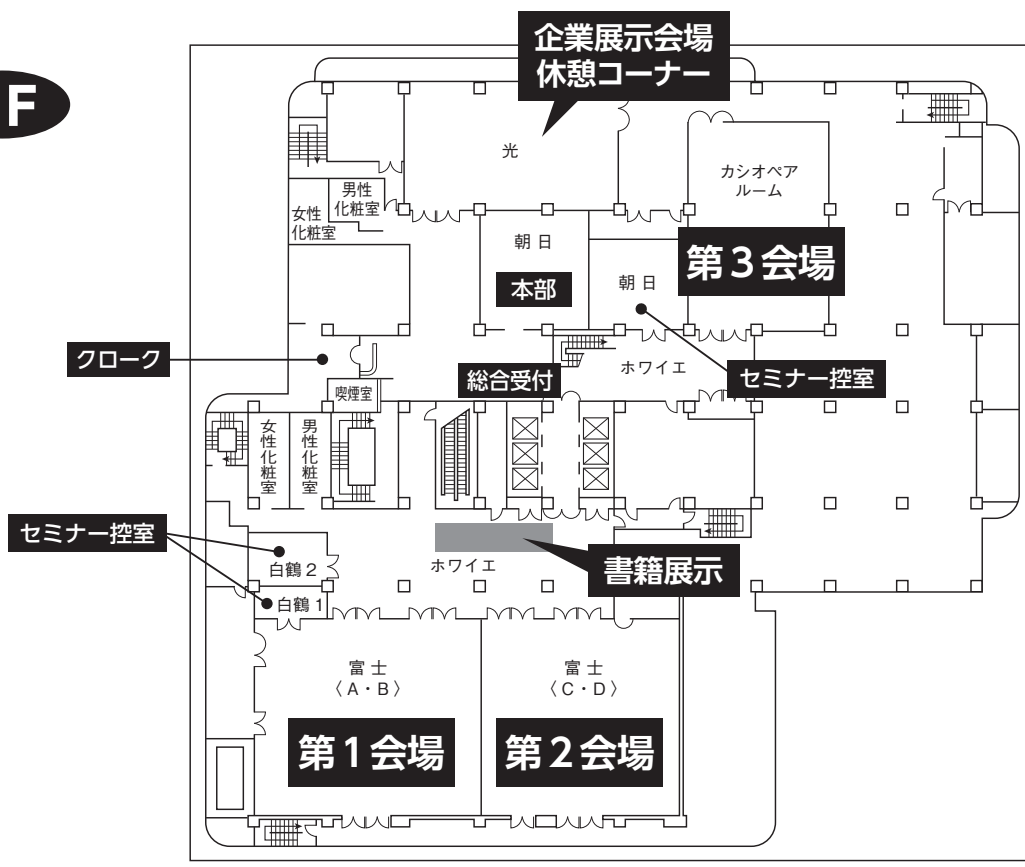 F
企業展示会場
休憩コーナー
光
カシオペア
ルーム
男性
化粧室
女性
化粧室
朝日
本部
朝日
第3会場
クローク
総合受付
ホワイエ
セミナー控室
喫煙室
女性化粧室
男性化粧室
セミナー控室
白鶴2
ホワイエ
書籍展示
白鶴1
富士
〈A・B〉
富士
〈C・D〉
第1会場
第2会場